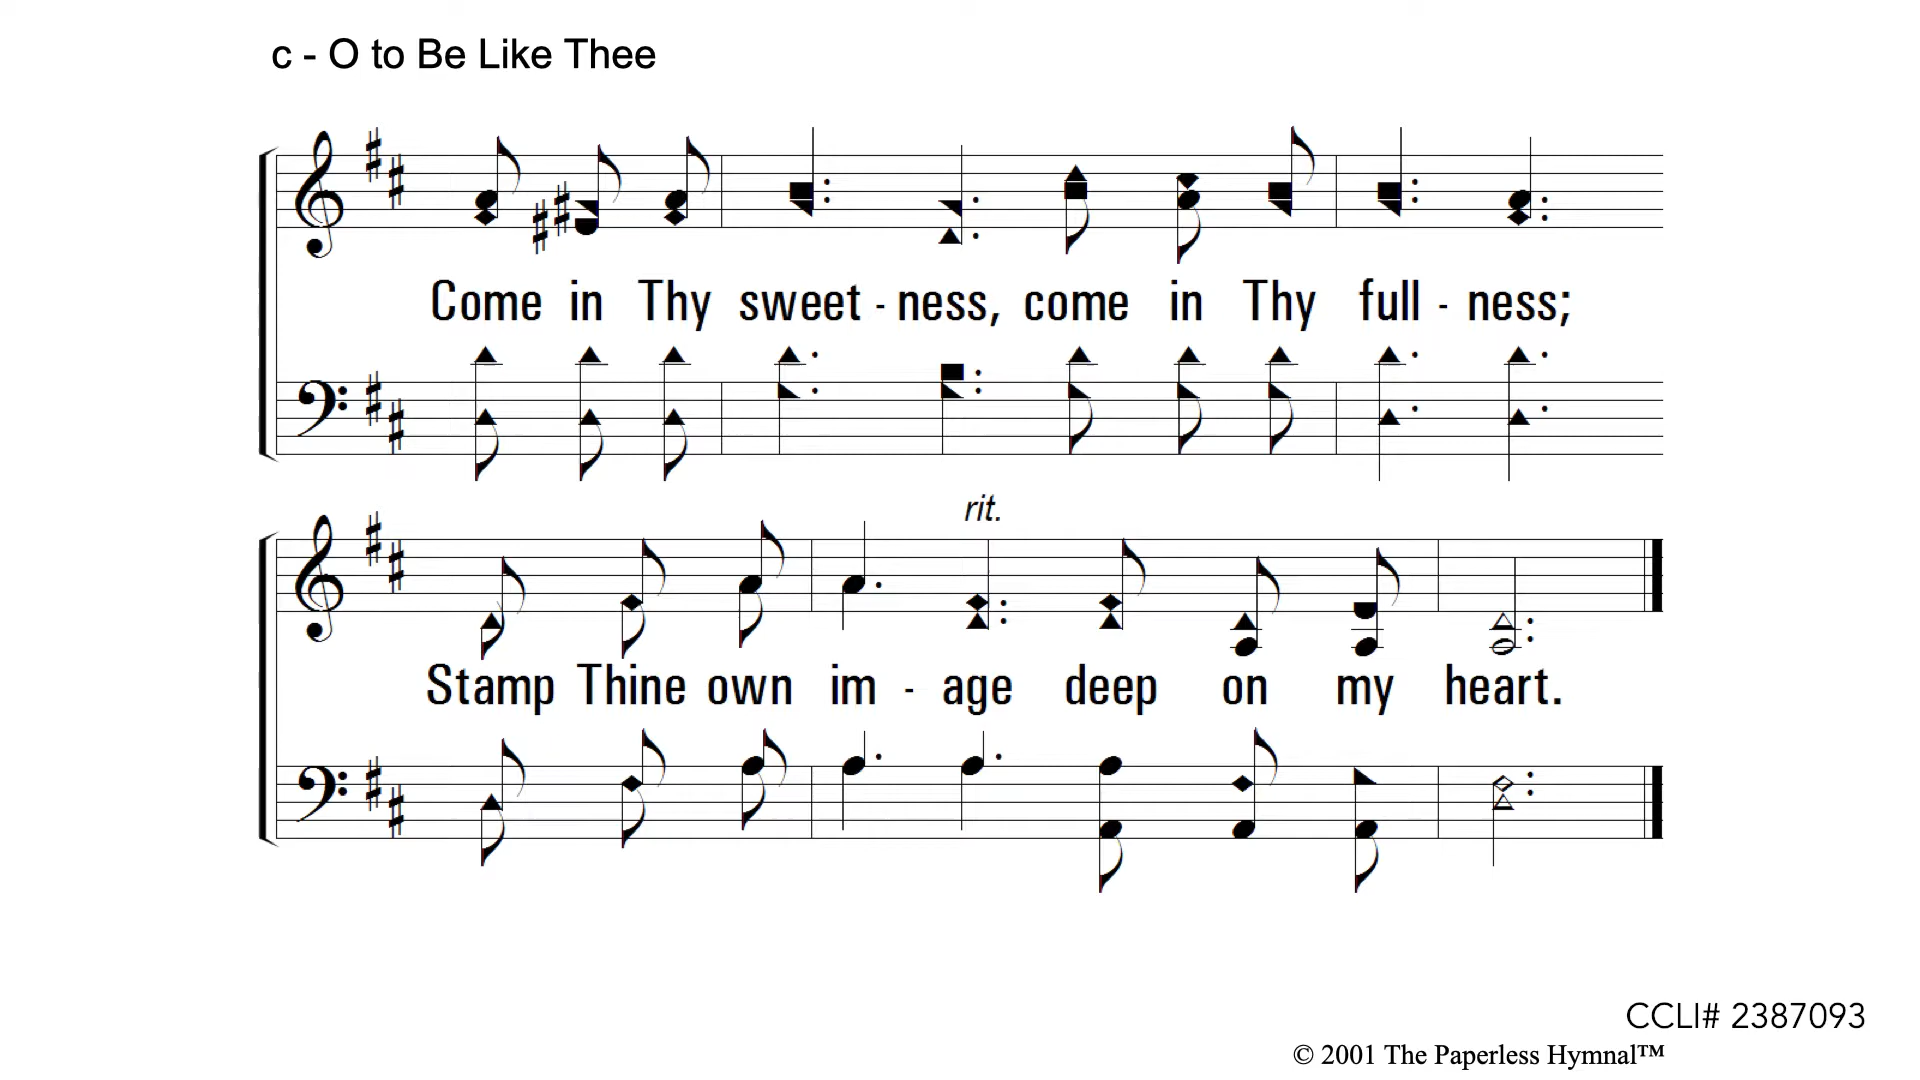 c - O to Be Like Thee
Come in Thy sweet - ness, come in Thy full - ness;
rit.
Stamp Thine own im - age deep on my heart.
CCLI# 2387093
© 2001 The Paperless Hymnal™